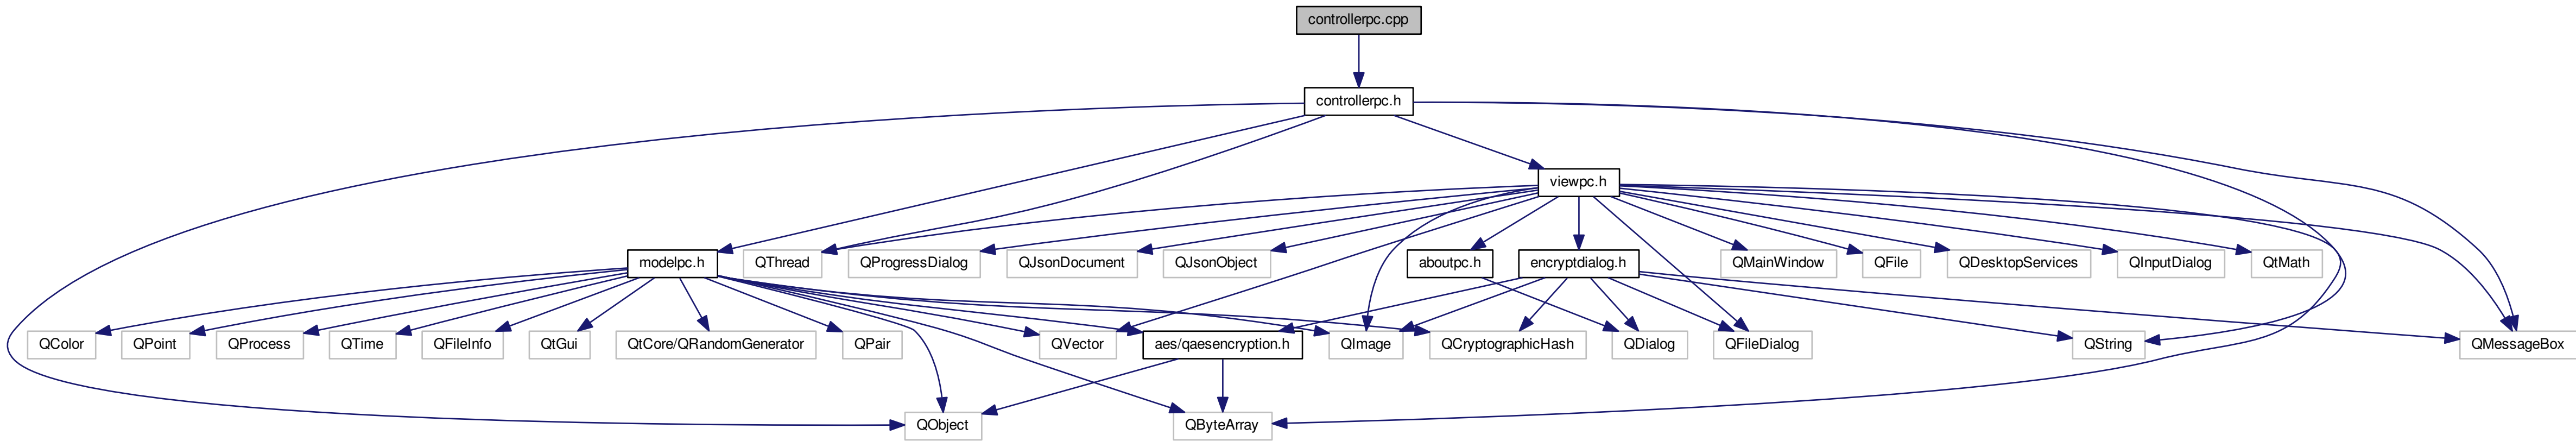 controllerpc.cpp
controllerpc.h
viewpc.h
modelpc.h
QThread
QProgressDialog
QJsonDocument
QJsonObject
aboutpc.h
encryptdialog.h
QMainWindow
QFile
QDesktopServices
QInputDialog
QtMath
QColor
QPoint
QProcess
QTime
QFileInfo
QtGui
QtCore/QRandomGenerator
QPair
QVector
aes/qaesencryption.h
QImage
QCryptographicHash
QDialog
QFileDialog
QString
QMessageBox
QObject
QByteArray